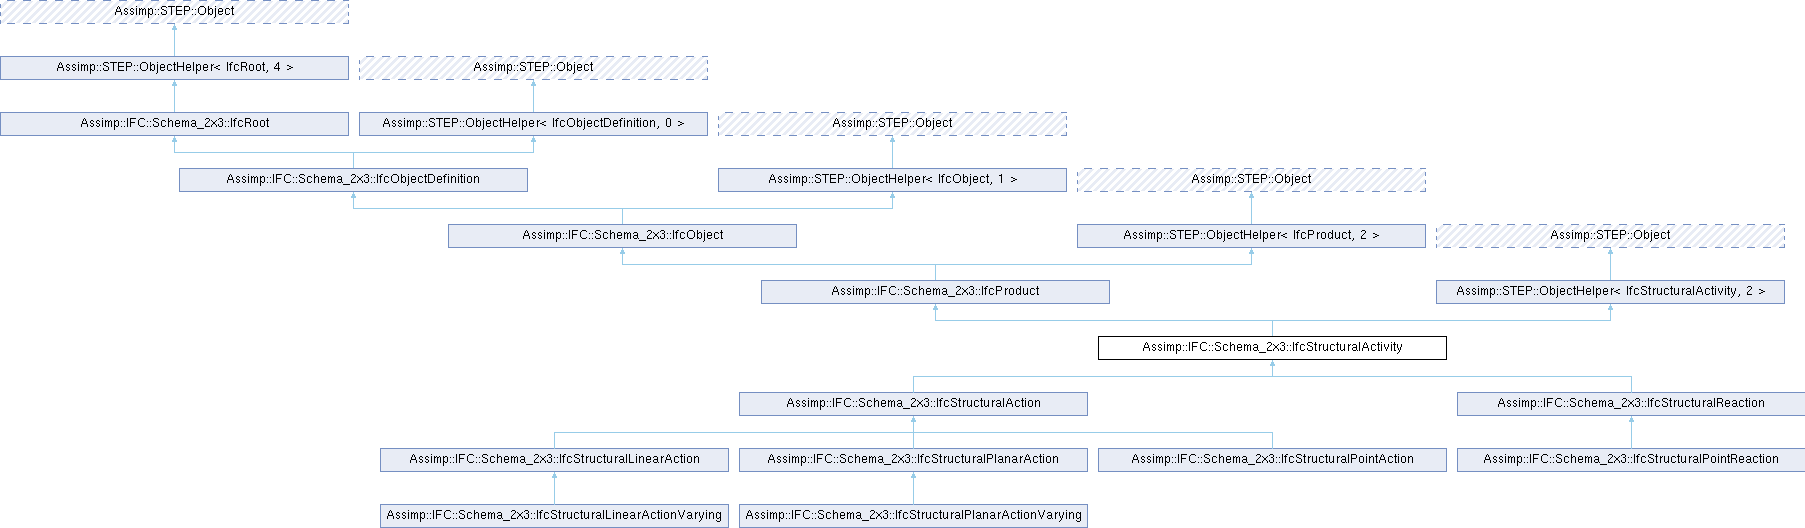 Assimp::STEP::Object
Assimp::STEP::ObjectHelper< IfcRoot, 4 >
Assimp::STEP::Object
Assimp::IFC::Schema_2x3::IfcRoot
Assimp::STEP::ObjectHelper< IfcObjectDefinition, 0 >
Assimp::STEP::Object
Assimp::IFC::Schema_2x3::IfcObjectDefinition
Assimp::STEP::ObjectHelper< IfcObject, 1 >
Assimp::STEP::Object
Assimp::IFC::Schema_2x3::IfcObject
Assimp::STEP::ObjectHelper< IfcProduct, 2 >
Assimp::STEP::Object
Assimp::IFC::Schema_2x3::IfcProduct
Assimp::STEP::ObjectHelper< IfcStructuralActivity, 2 >
Assimp::IFC::Schema_2x3::IfcStructuralActivity
Assimp::IFC::Schema_2x3::IfcStructuralAction
Assimp::IFC::Schema_2x3::IfcStructuralReaction
Assimp::IFC::Schema_2x3::IfcStructuralLinearAction
Assimp::IFC::Schema_2x3::IfcStructuralPlanarAction
Assimp::IFC::Schema_2x3::IfcStructuralPointAction
Assimp::IFC::Schema_2x3::IfcStructuralPointReaction
Assimp::IFC::Schema_2x3::IfcStructuralLinearActionVarying
Assimp::IFC::Schema_2x3::IfcStructuralPlanarActionVarying